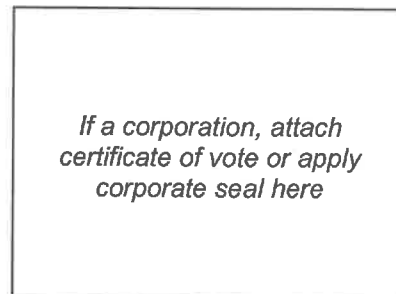 If a corporation, attach
certificate of vote or apply
corporate seal here